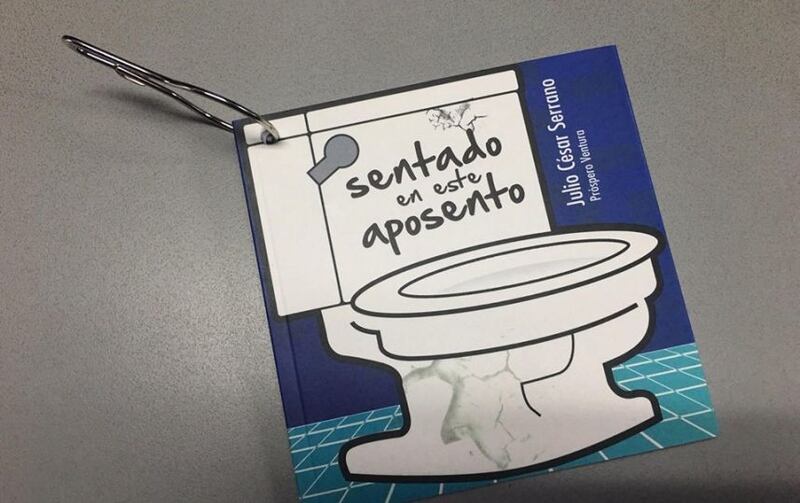 sentado
en este
aposento
Julio César Serrano
Próspero Ventura